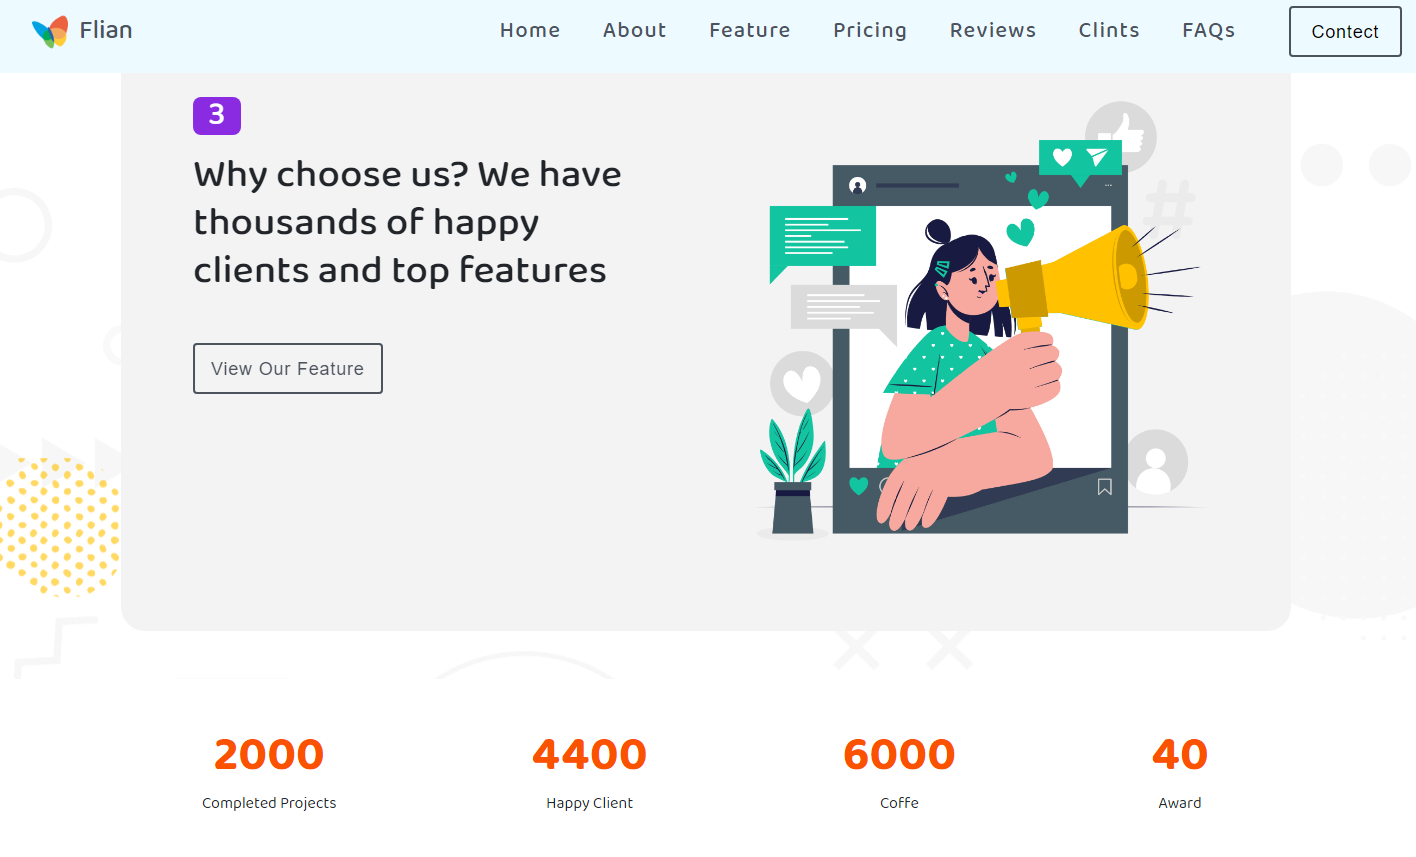 Flian
Home About Feature Pricing Reviews Clints FAQs Contect
3
Why choose us? We have
thousands of happy
clients and top features
View Our Feature
#
2000 4400 6000 40
Completed Projects Happy Client Coffe Award